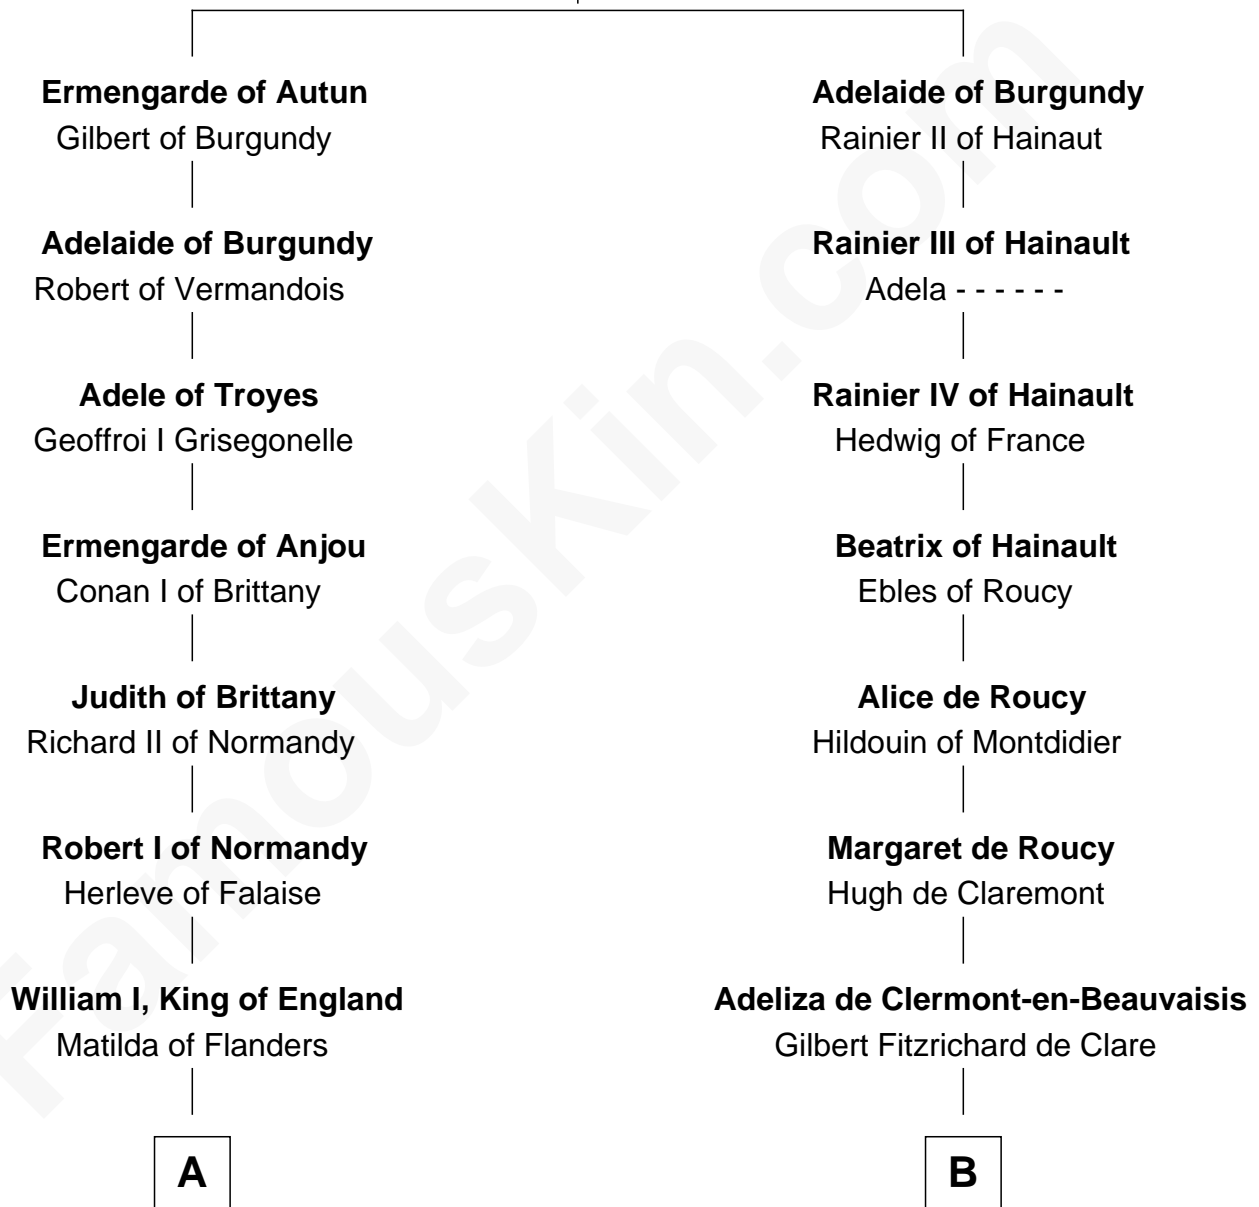 Ermengarde of Autun
Gilbert of Burgundy
Adelaide of Burgundy
Robert of Vermandois
Adele of Troyes
Geoffroi I Grisegonelle
Ermengarde of Anjou
Conan I of Brittany
Judith of Brittany
Richard II of Normandy
Robert I of Normandy
Herleve of Falaise
William I, King of England
Matilda of Flanders
A
Adelaide of Burgundy
Rainier II of Hainaut
Rainier III of Hainault
Adela - - - - - -
Rainier IV of Hainault
Hedwig of France
Beatrix of Hainault
Ebles of Roucy
Alice de Roucy
Hildouin of Montdidier
Margaret de Roucy
Hugh de Claremont
Adeliza de Clermont-en-Beauvaisis
Gilbert Fitzrichard de Clare
B
FamousKin.com